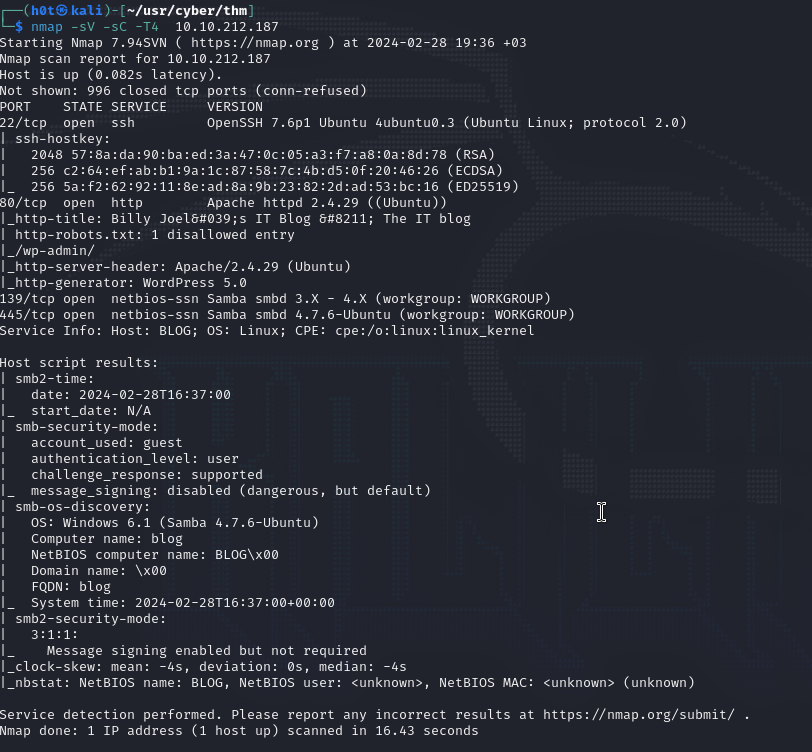 ┌──(h0t㉿kali)-[~/usr/cyber/thm]
└─$ nmap -sV -sC -T4  10.10.212.187
Starting Nmap 7.94SVN ( https://nmap.org ) at 2024-02-28 19:36 +03
Nmap scan report for 10.10.212.187
Host is up (0.082s latency).
Not shown: 996 closed tcp ports (conn-refused)
PORT    STATE SERVICE     VERSION
22/tcp  open  ssh         OpenSSH 7.6p1 Ubuntu 4ubuntu0.3 (Ubuntu Linux; protocol 2.0)
| ssh-hostkey:
|   2048 57:8a:da:90:ba:ed:3a:47:0c:05:a3:f7:a8:0a:8d:78 (RSA)
|   256 c2:64:ef:ab:b1:9a:1c:87:58:7c:4b:d5:0f:20:46:26 (ECDSA)
|_  256 5a:f2:62:92:11:8e:ad:8a:9b:23:82:2d:ad:53:bc:16 (ED25519)
80/tcp  open  http        Apache httpd 2.4.29 ((Ubuntu))
|_http-title: Billy Joel&#039;s IT Blog &#8211; The IT blog
| http-robots.txt: 1 disallowed entry
|_/wp-admin/
|_http-server-header: Apache/2.4.29 (Ubuntu)
|_http-generator: WordPress 5.0
139/tcp open  netbios-ssn Samba smbd 3.X - 4.X (workgroup: WORKGROUP)
445/tcp open  netbios-ssn Samba smbd 4.7.6-Ubuntu (workgroup: WORKGROUP)
Service Info: Host: BLOG; OS: Linux; CPE: cpe:/o:linux:linux_kernel

Host script results:
| smb2-time:
|   date: 2024-02-28T16:37:00
|_  start_date: N/A
| smb-security-mode:
|   account_used: guest
|   authentication_level: user
|   challenge_response: supported
|_  message_signing: disabled (dangerous, but default)
| smb-os-discovery:
|   OS: Windows 6.1 (Samba 4.7.6-Ubuntu)
|   Computer name: blog
|   NetBIOS computer name: BLOG\x00
|   Domain name: \x00
|   FQDN: blog
|_  System time: 2024-02-28T16:37:00+00:00
| smb2-security-mode:
|   3:1:1:
|_    Message signing enabled but not required
|_clock-skew: mean: -4s, deviation: 0s, median: -4s
|_nbstat: NetBIOS name: BLOG, NetBIOS user: <unknown>, NetBIOS MAC: <unknown> (unknown)

Service detection performed. Please report any incorrect results at https://nmap.org/submit/ .
Nmap done: 1 IP address (1 host up) scanned in 16.43 seconds